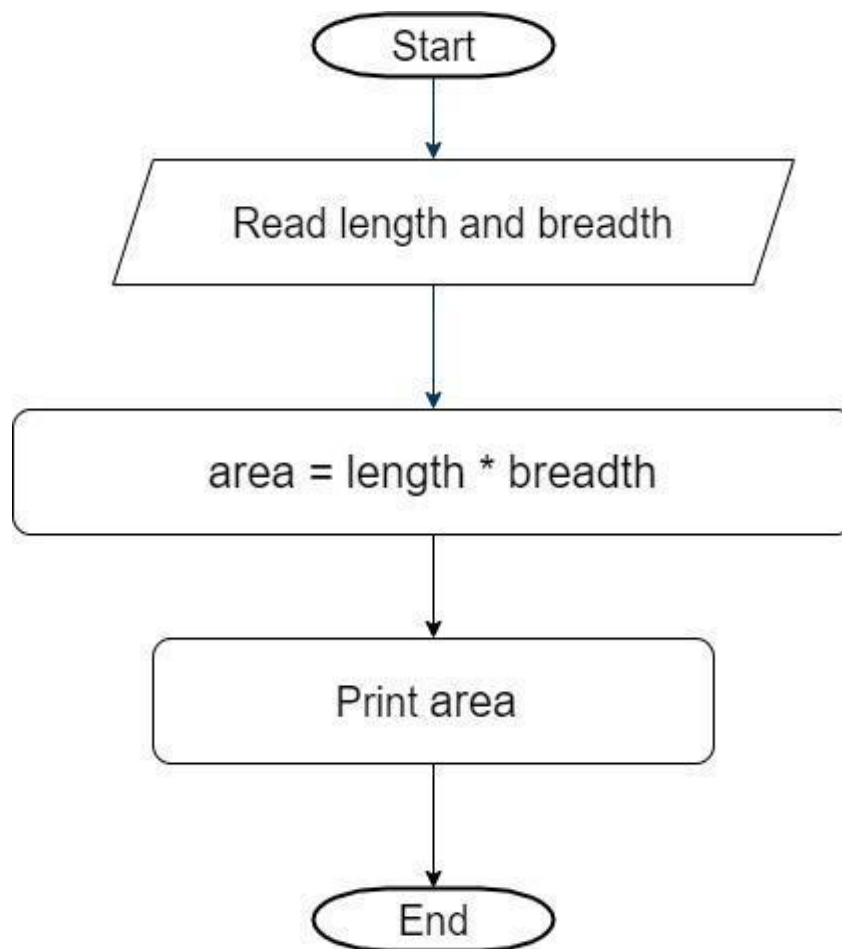 Start
Read length and breadth
area = length * breadth
Print area
End